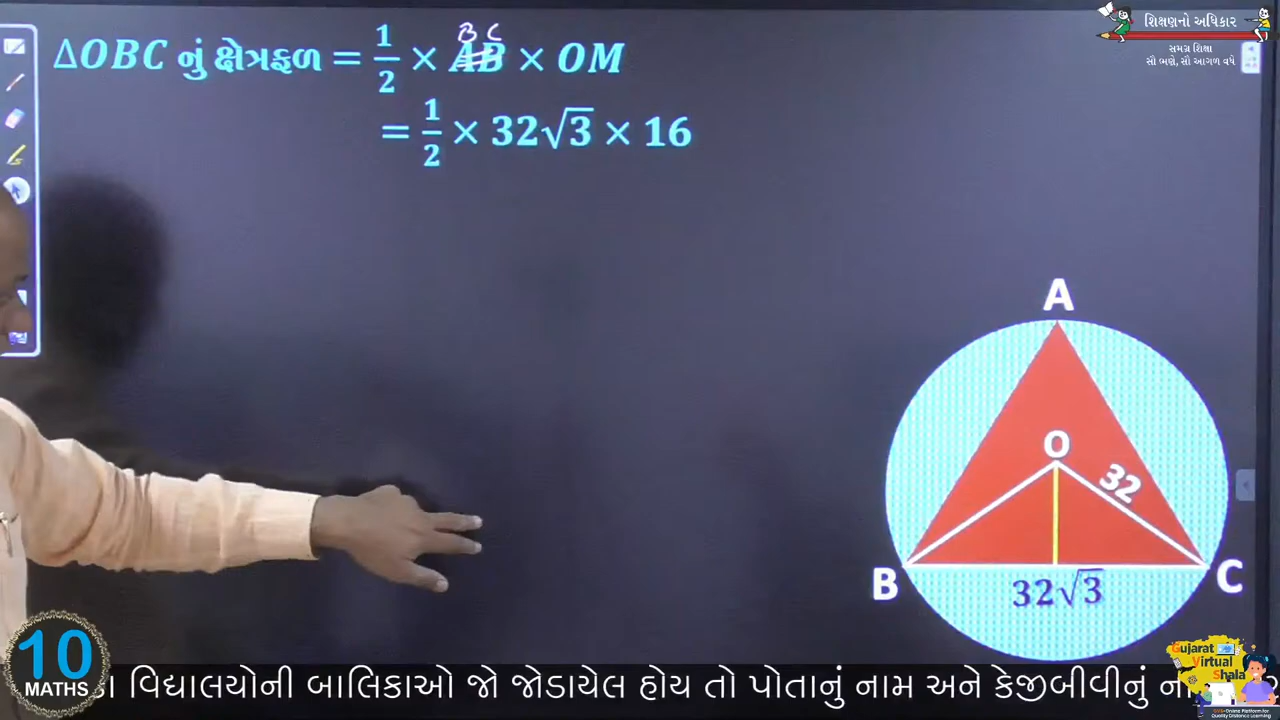 શિક્ષણનો અધિકાર
સમગ્ર શિક્ષા
સૌ ભણે, સૌ આગળ વધે
B C
ΔOBC નું ક્ષેત્રફળ = 1/2 × AB × OM
= 1/2 × 32√3 × 16
A
O
32
B
32√3
C
10
MATHS
વિદ્યાલયોની બાલિકાઓ જો જોડાયેલ હોય તો પોતાનું નામ અને કેજીબીવીનું
Gujarat
Virtual
Shala